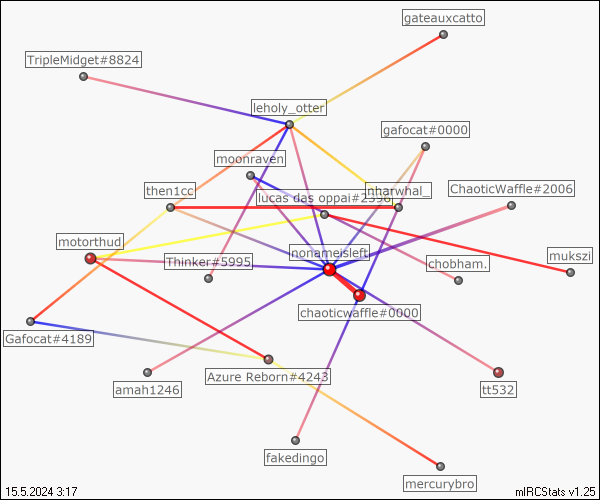 gateauxcatto
TripleMidget#8824
leholy_otter
gafocat#0000
moonraven
then1cc
lucas das oppai#2556
nharwhal_
ChaoticWaffle#2006
motorthud
Thinker#5995
nonameisleft
chobham.
mukszi
chaoticwaffle#0000
Gafocat#4189
Azure Reborn#4243
amah1246
tt532
fakedingo
mercurybro
15.5.2024 3:17
mIRCStats v1.25